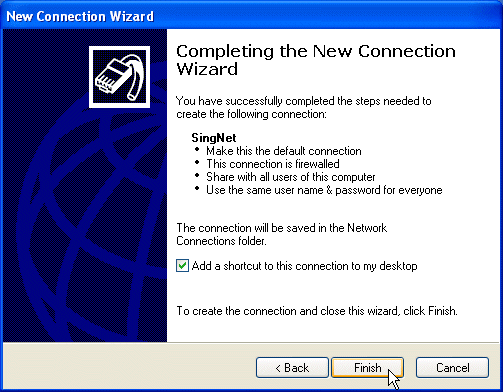 New Connection Wizard
Completing the New Connection
Wizard
You have successfully completed the steps needed to
create the following connection:
SingNet
• Make this the default connection
• This connection is firewalled
• Share with all users of this computer
• Use the same user name & password for everyone
The connection will be saved in the Network
Connections folder.
Add a shortcut to this connection to my desktop
To create the connection and close this wizard, click Finish.
< Back
Finish
Cancel